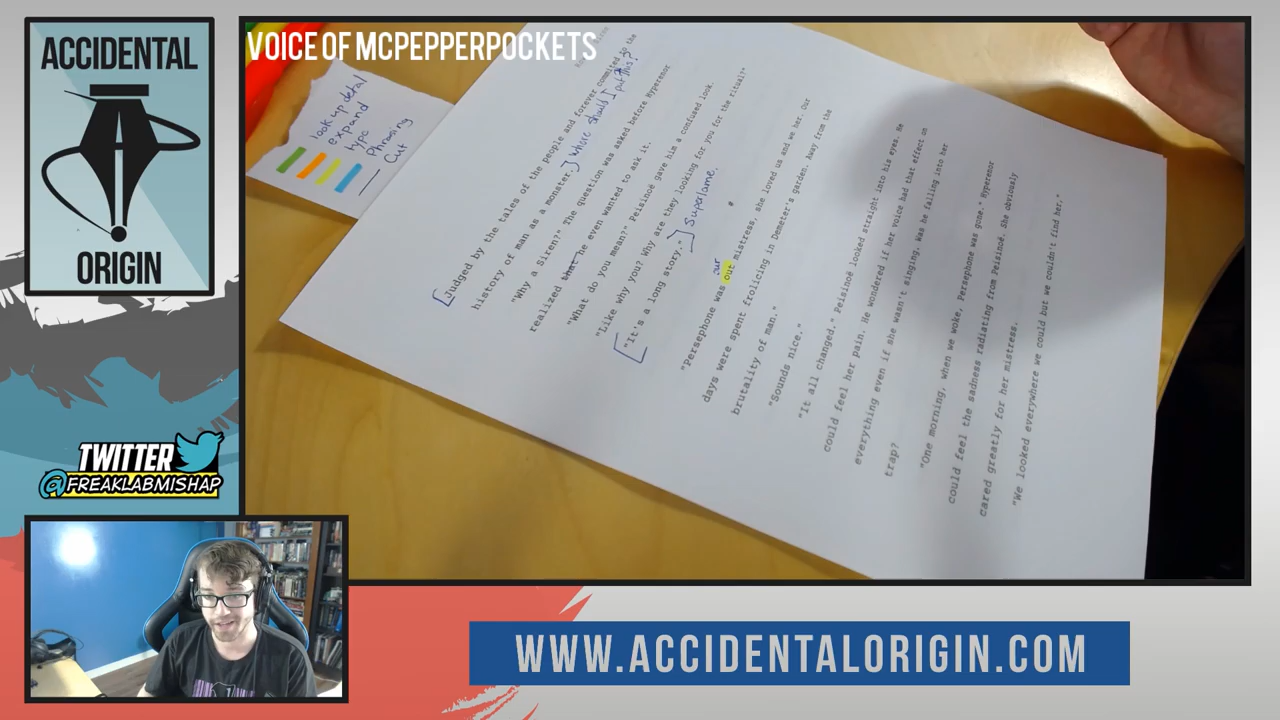 ACCIDENTAL
ORIGIN
VOICE OF MCPEPPERPOCKETS
look up detail
expand
typo
Phrasing
Cut
[Judged by the tales of the people and forever committed to the
history of man as a monster.] Where should I put this?
"Why a Siren?" The question was asked before Hyperenor
realized that he even wanted to ask it.
"What do you mean?" Peisinoë gave him a confused look.
"Like why you? Why are they looking for you for the ritual?"
["It's a long story."] Superlame.
our
"Persephone was out mistress, she loved us and we her. Our
days were spent frolicing in Demeter's garden. Away from the
brutality of man."
"Sounds nice."
"It all changed." Peisinoë looked straight into his eyes. He
could feel her pain. He wondered if her voice had that effect on
everything even if she wasn't singing. Was he falling into her
trap?
"One morning, when we woke, Persephone was gone." Hyperenor
could feel the sadness radiating from Peisinoë. She obviously
cared greatly for her mistress.
"We looked everywhere we could but we couldn't find her,"
TWITTER
@FREAKLABMISHAP
WWW.ACCIDENTALORIGIN.COM